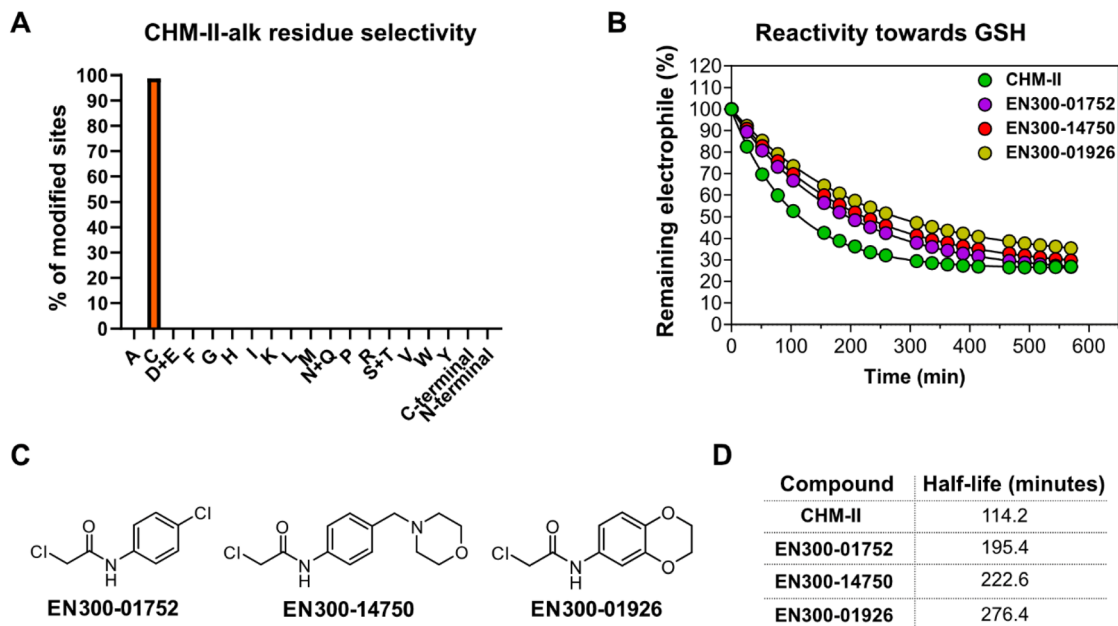 A
CHM-II-alk residue selectivity
% of modified sites
100
90
80
70
60
50
40
30
20
10
0
A
C
D+E
F
G
H
I
K
L
M
N+Q
P
R
S+T
V
W
Y
C-terminal
N-terminal
B
Reactivity towards GSH
Remaining electrophile (%)
120
110
100
90
80
70
60
50
40
30
20
10
0
0 100 200 300 400 500 600
Time (min)
CHM-II
EN300-01752
EN300-14750
EN300-01926
C
Cl
O
N
H
Cl
EN300-01752
Cl
O
N
H
N
O
EN300-14750
Cl
O
N
H
O
O
EN300-01926
D
Compound Half-life (minutes)
CHM-II 114.2
EN300-01752 195.4
EN300-14750 222.6
EN300-01926 276.4